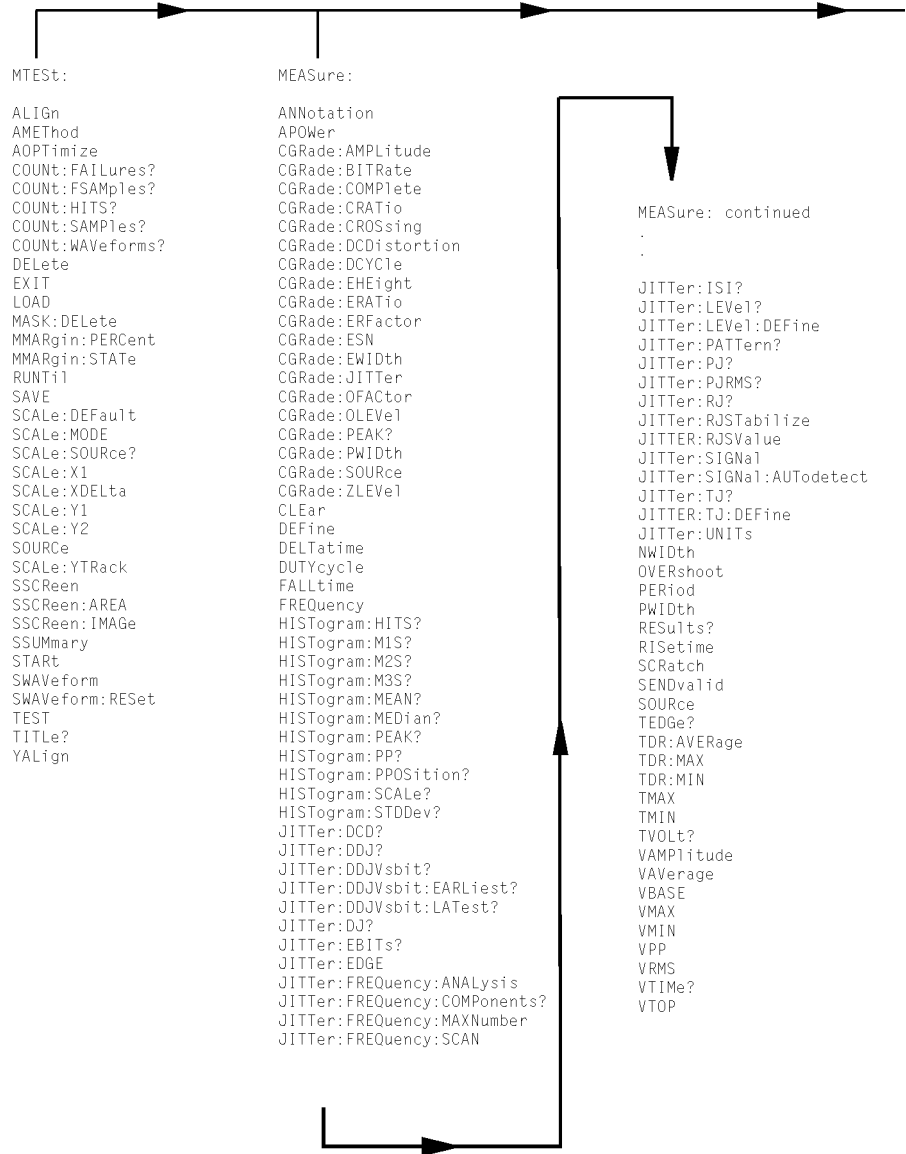 MTESt:
ALIGn
AMEThod
AOPTimize
COUNt:FAILures?
COUNt:FSAMples?
COUNt:HITS?
COUNt:SAMPles?
COUNt:WAVeforms?
DELete
EXIT
LOAD
MASK:DELete
MMARgin:PERCent
MMARgin:STATe
RUNTil
SAVE
SCALe:DEFault
SCALe:MODE
SCALe:SOURce?
SCALe:X1
SCALe:XDELta
SCALe:Y1
SCALe:Y2
SOURCe
SCALe:YTRack
SSCReen
SSCReen:AREA
SSCReen:IMAGe
SSUMmary
STARt
SWAVeform
SWAVeform:RESet
TEST
TITLe?
YALign
MEASure:
ANNotation
APOWer
CGRade:AMPLitude
CGRade:BITRate
CGRade:COMPlete
CGRade:CRATio
CGRade:CROSsing
CGRade:DCDistortion
CGRade:DCYCle
CGRade:EHEight
CGRade:ERATio
CGRade:ERFactor
CGRade:ESN
CGRade:EWIDth
CGRade:JITTer
CGRade:OFACtor
CGRade:OLEVel
CGRade:PEAK?
CGRade:PWIDth
CGRade:SOURce
CGRade:ZLEVel
CLEar
DEFine
DELTatime
DUTYcycle
FALLtime
FREQuency
HISTogram:HITS?
HISTogram:M1S?
HISTogram:M2S?
HISTogram:M3S?
HISTogram:MEAN?
HISTogram:MEDian?
HISTogram:PEAK?
HISTogram:PP?
HISTogram:PPOSition?
HISTogram:SCALe?
HISTogram:STDDev?
JITTer:DCD?
JITTer:DDJ?
JITTer:DDJVsbit?
JITTer:DDJVsbit:EARLiest?
JITTer:DDJVsbit:LATest?
JITTer:DJ?
JITTer:EBITs?
JITTer:EDGE
JITTer:FREQuency:ANALysis
JITTer:FREQuency:COMPonents?
JITTer:FREQuency:MAXNumber
JITTer:FREQuency:SCAN
MEASure: continued
.
.
JITTer:ISI?
JITTer:LEVel?
JITTer:LEVel:DEFine
JITTer:PATTern?
JITTer:PJ?
JITTer:PJRMS?
JITTer:RJ?
JITTer:RJSTabilize
JITTER:RJSValue
JITTer:SIGNal
JITTer:SIGNal:AUTodetect
JITTer:TJ?
JITTER:TJ:DEFine
JITTer:UNITs
NWIDth
OVERshoot
PERiod
PWIDth
RESults?
RISetime
SCRatch
SENDvalid
SOURce
TEDGe?
TDR:AVERage
TDR:MAX
TDR:MIN
TMAX
TMIN
TVOLt?
VAMPlitude
VAVerage
VBASE
VMAX
VMIN
VPP
VRMS
VTIMe?
VTOP